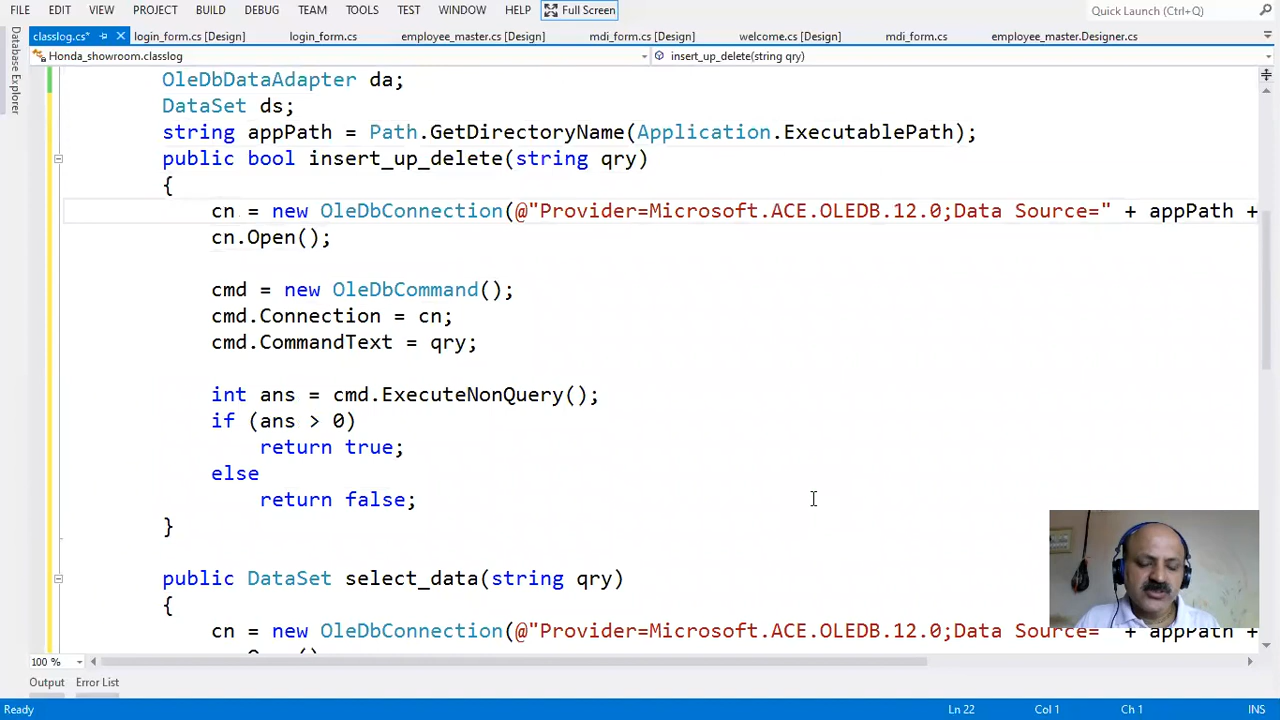 FILE EDIT VIEW PROJECT BUILD DEBUG TEAM TOOLS TEST WINDOW HELP Full Screen Quick Launch (Ctrl+Q)
classlog.cs* login_form.cs [Design] login_form.cs employee_master.cs [Design] mdi_form.cs [Design] welcome.cs [Design] mdi_form.cs employee_master.Designer.cs
Honda_showroom.classlog insert_up_delete(string qry)
Database Explorer
OleDbDataAdapter da;
DataSet ds;
string appPath = Path.GetDirectoryName(Application.ExecutablePath);
public bool insert_up_delete(string qry)
{
cn = new OleDbConnection(@"Provider=Microsoft.ACE.OLEDB.12.0;Data Source=" + appPath +
cn.Open();
cmd = new OleDbCommand();
cmd.Connection = cn;
cmd.CommandText = qry;
int ans = cmd.ExecuteNonQuery();
if (ans > 0)
return true;
else
return false;
}
public DataSet select_data(string qry)
{
cn = new OleDbConnection(@"Provider=Microsoft.ACE.OLEDB.12.0;Data Source=" + appPath +
100 %
Output Error List
Ready Ln 22 Col 1 Ch 1 INS